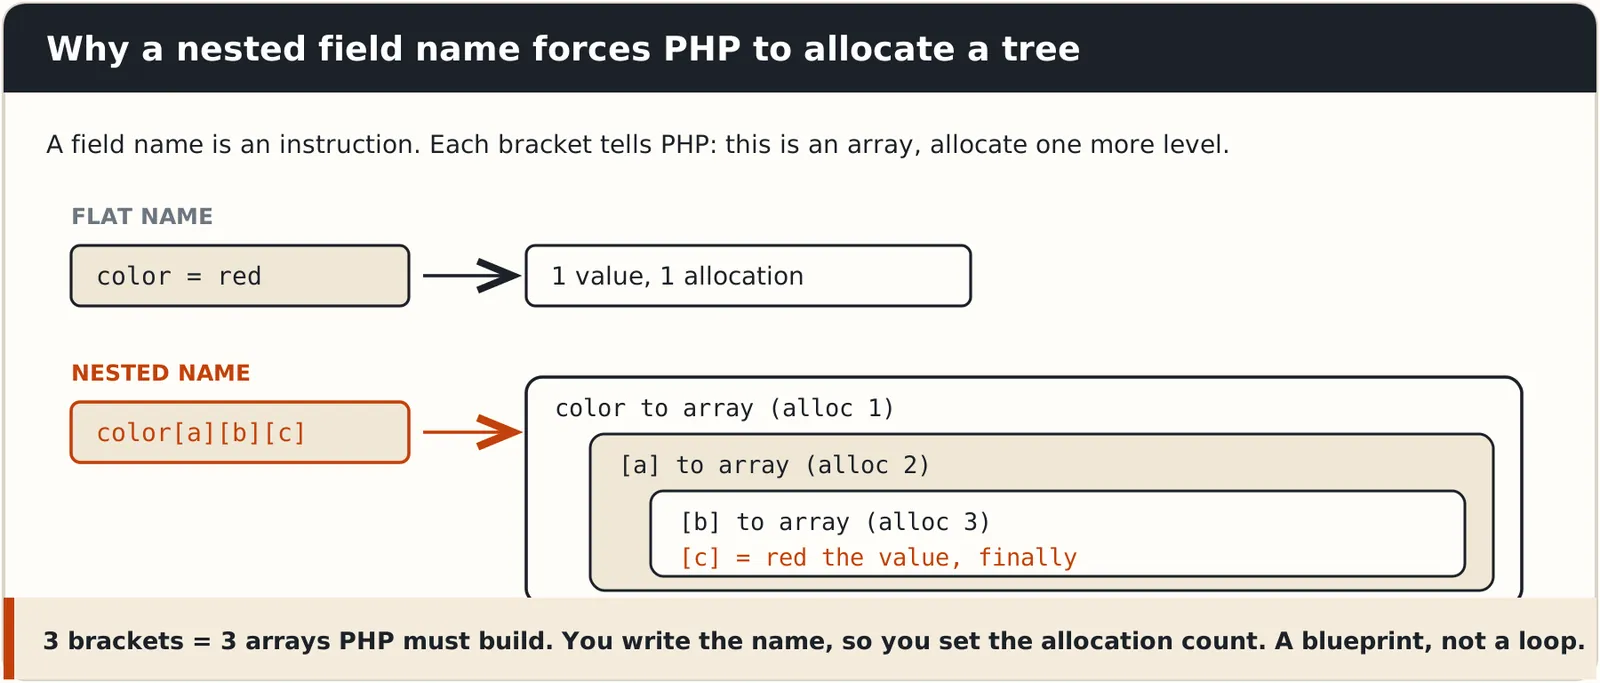 Why a nested field name forces PHP to allocate a tree
A field name is an instruction. Each bracket tells PHP: this is an array, allocate one more level.
FLAT NAME
color = red
1 value, 1 allocation
NESTED NAME
color[a][b][c]
color to array (alloc 1)
[a] to array (alloc 2)
[b] to array (alloc 3)
[c] = red the value, finally
3 brackets = 3 arrays PHP must build. You write the name, so you set the allocation count. A blueprint, not a loop.